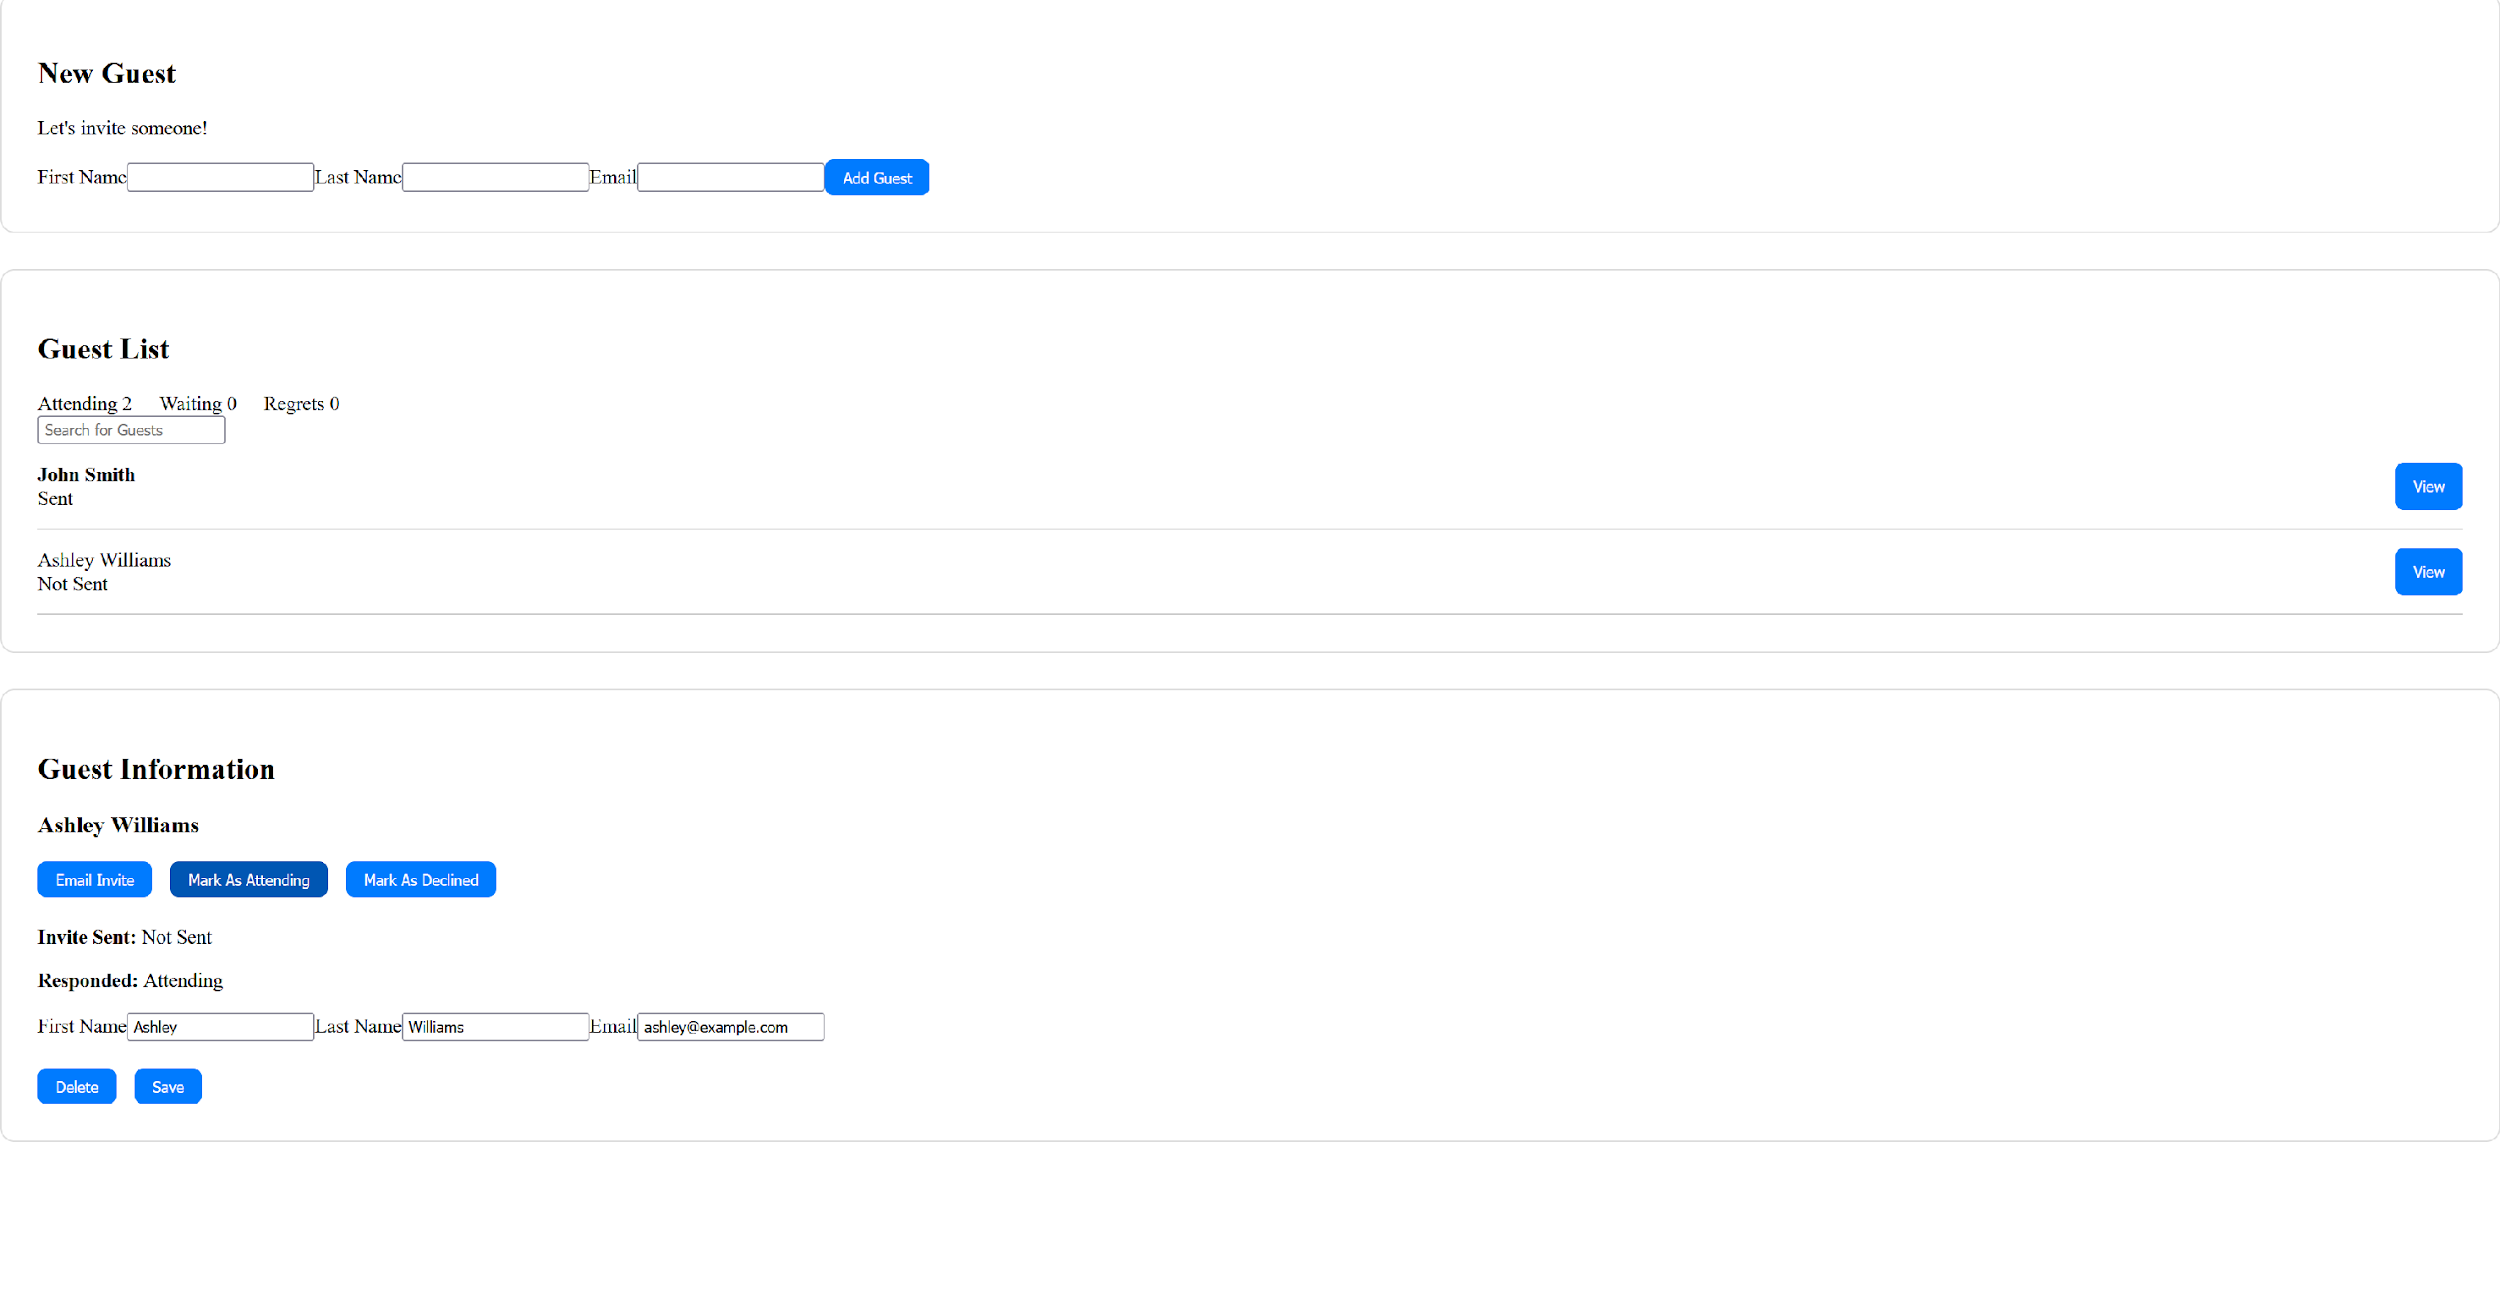 New Guest
Let's invite someone!
First Name Last Name Email Add Guest
Guest List
Attending 2 Waiting 0 Regrets 0
Search for Guests
John Smith
Sent
View
Ashley Williams
Not Sent
View
Guest Information
Ashley Williams
Email Invite Mark As Attending Mark As Declined
Invite Sent: Not Sent
Responded: Attending
First Name Ashley Last Name Williams Email ashley@example.com
Delete Save